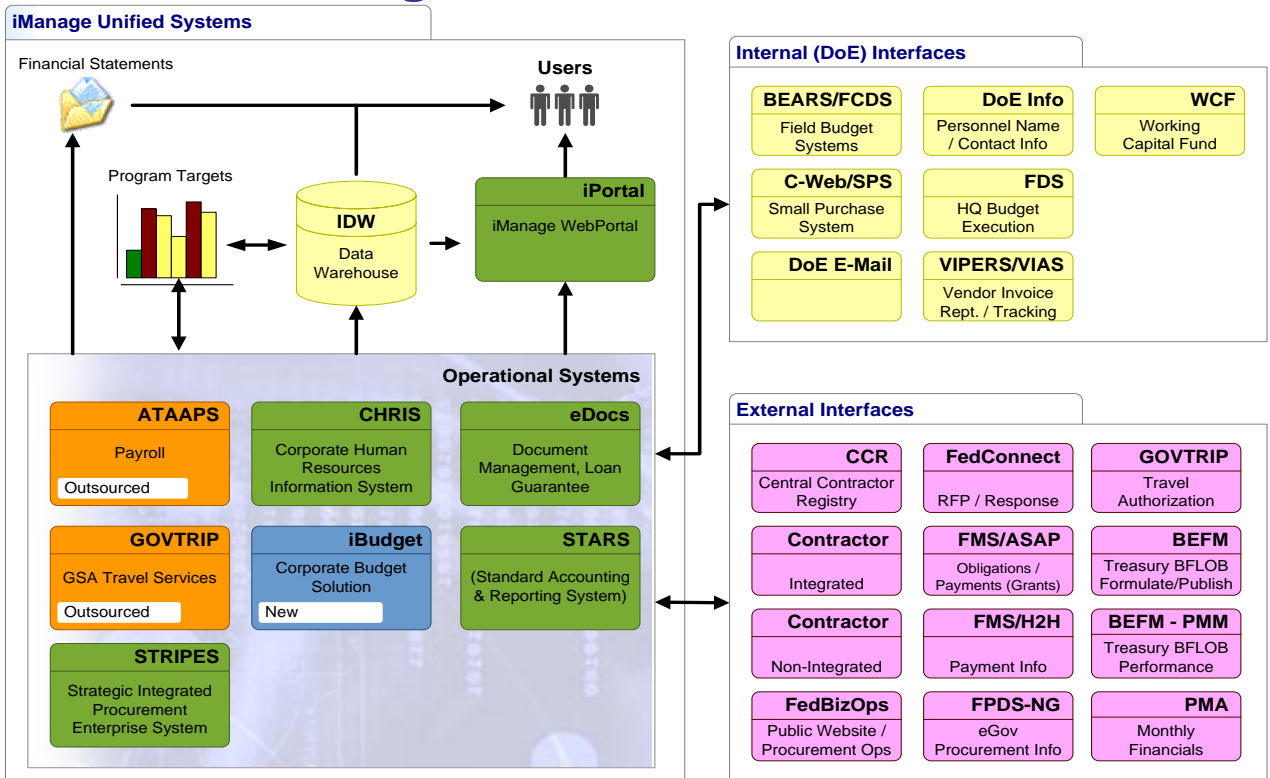 iManage Unified Systems
Financial Statements
Users
Program Targets
IDW
Data
Warehouse
iPortal
iManage WebPortal
Operational Systems
ATAAPS
Payroll
Outsourced
CHRIS
Corporate Human
Resources
Information System
eDocs
Document
Management, Loan
Guarantee
GOVTRIP
GSA Travel Services
Outsourced
iBudget
Corporate Budget
Solution
New
STARS
(Standard Accounting
& Reporting System)
STRIPES
Strategic Integrated
Procurement
Enterprise System
Internal (DoE) Interfaces
BEARS/FCDS
Field Budget
Systems
DoE Info
Personnel Name
/ Contact Info
WCF
Working
Capital Fund
C-Web/SPS
Small Purchase
System
FDS
HQ Budget
Execution
DoE E-Mail
VIPERS/VIAS
Vendor Invoice
Rept. / Tracking
External Interfaces
CCR
Central Contractor
Registry
FedConnect
RFP / Response
GOVTRIP
Travel
Authorization
Contractor
Integrated
FMS/ASAP
Obligations /
Payments (Grants)
BEFM
Treasury BFLOB
Formulate/Publish
Contractor
Non-Integrated
FMS/H2H
Payment Info
BEFM - PMM
Treasury BFLOB
Performance
FedBizOps
Public Website /
Procurement Ops
FPDS-NG
eGov
Procurement Info
PMA
Monthly
Financials